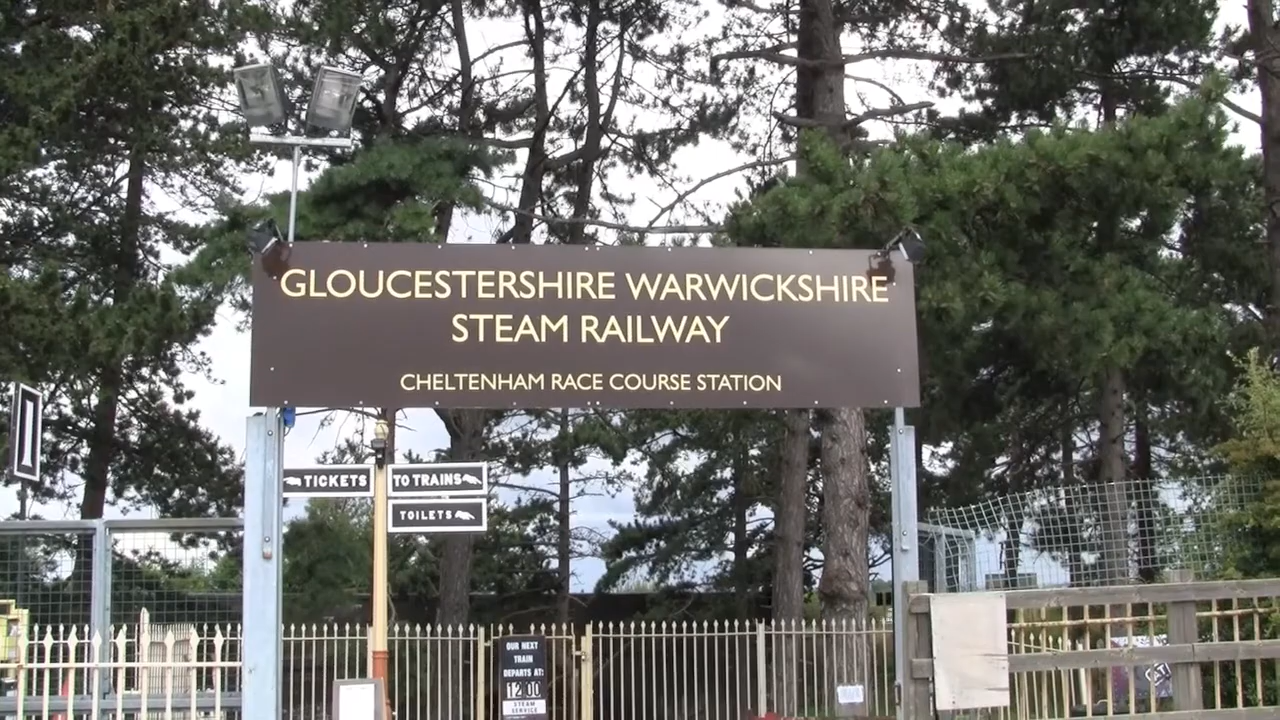 GLOUCESTERSHIRE WARWICKSHIRE
STEAM RAILWAY
CHELTENHAM RACE COURSE STATION
TICKETS
TO TRAINS
TOILETS
OUR NEXT
TRAIN
DEPARTS AT:
12 00
STEAM
SERVICE